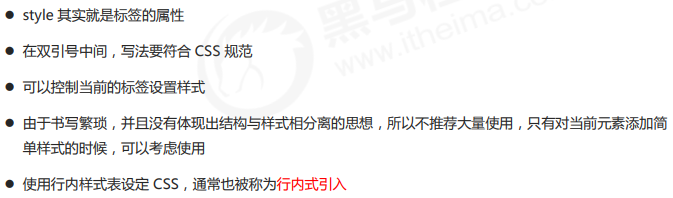 ● style 其实就是标签的属性
● 在双引号中间，写法要符合 CSS 规范
● 可以控制当前的标签设置样式
● 由于书写繁琐，并且没有体现出结构与样式相分离的思想，所以不推荐大量使用，只有对当前元素添加简
单样式的时候，可以考虑使用
● 使用行内样式表设定 CSS，通常也被称为行内式引入
www.itheima.com